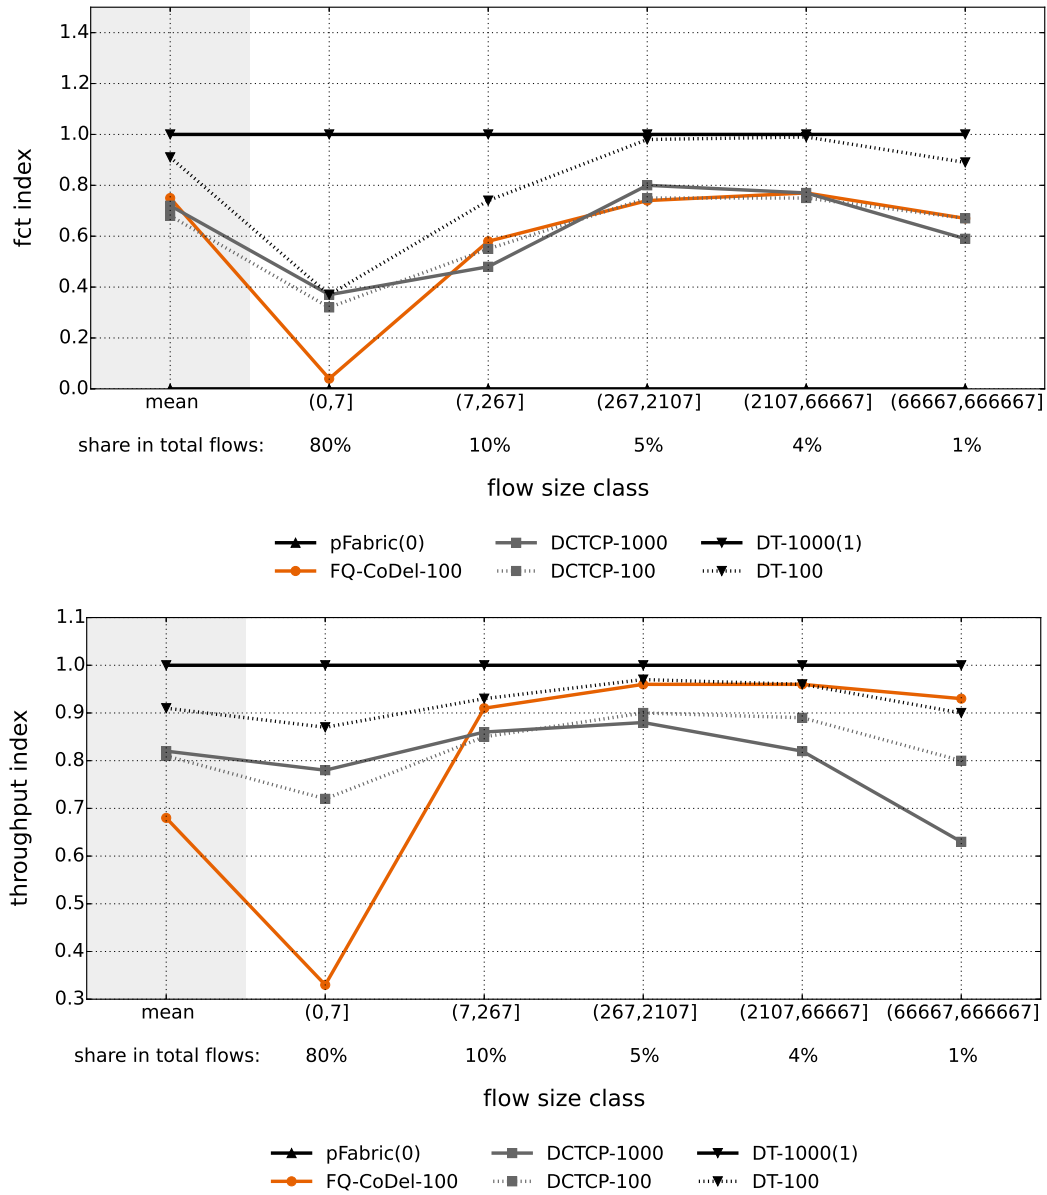 1.4
1.2
1.0
0.8
0.6
0.4
0.2
0.0
fct index
mean (0,7] (7,267] (267,2107] (2107,66667] (66667,666667]
share in total flows: 80% 10% 5% 4% 1%
flow size class
pFabric(0) DCTCP-1000 DT-1000(1)
FQ-CoDel-100 DCTCP-100 DT-100
1.1
1.0
0.9
0.8
0.7
0.6
0.5
0.4
0.3
throughput index
mean (0,7] (7,267] (267,2107] (2107,66667] (66667,666667]
share in total flows: 80% 10% 5% 4% 1%
flow size class
pFabric(0) DCTCP-1000 DT-1000(1)
FQ-CoDel-100 DCTCP-100 DT-100